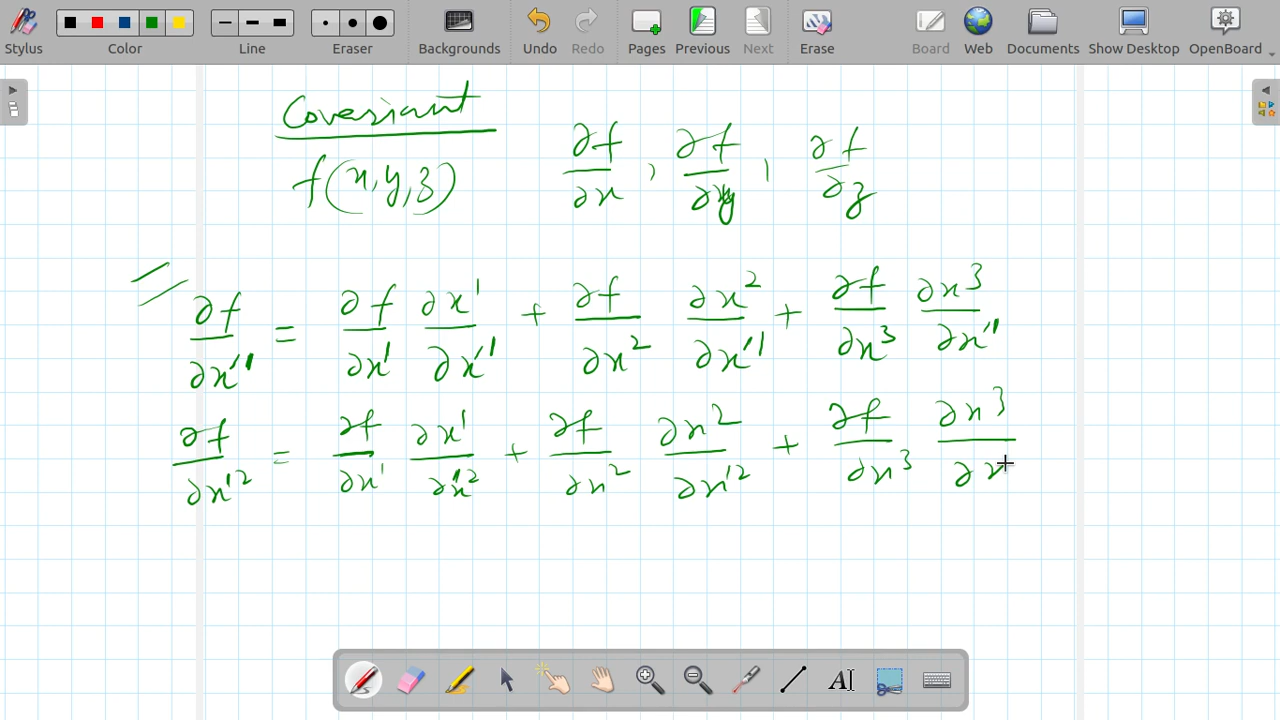 Stylus Color Line Eraser Backgrounds Undo Redo Pages Previous Next Erase Board Web Documents Show Desktop OpenBoard
Covariant
f(x,y,z) ∂f/∂x , ∂f/∂y , ∂f/∂z
∂f/∂x'¹ = ∂f/∂x¹ ∂x¹/∂x'¹ + ∂f/∂x² ∂x²/∂x'¹ + ∂f/∂x³ ∂x³/∂x'¹
∂f/∂x'² = ∂f/∂x¹ ∂x¹/∂x'² + ∂f/∂x² ∂x²/∂x'² + ∂f/∂x³ ∂x³/∂x